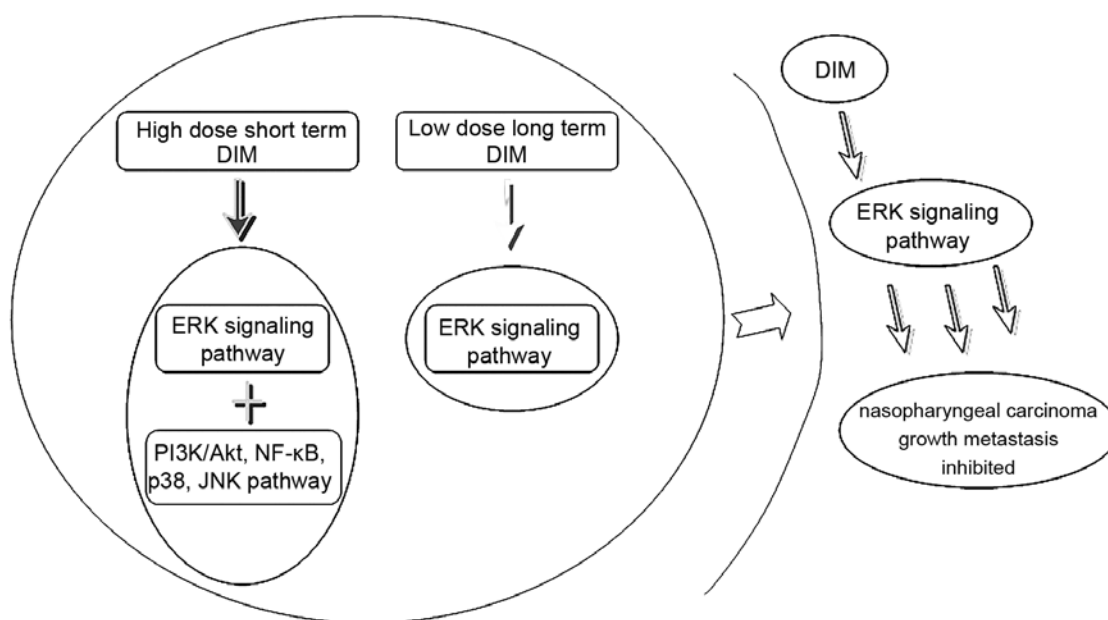 High dose short term
DIM
ERK signaling
pathway
PI3K/Akt, NF-κB,
p38, JNK pathway
Low dose long term
DIM
ERK signaling
pathway
DIM
ERK signaling
pathway
nasopharyngeal carcinoma
growth metastasis
inhibited